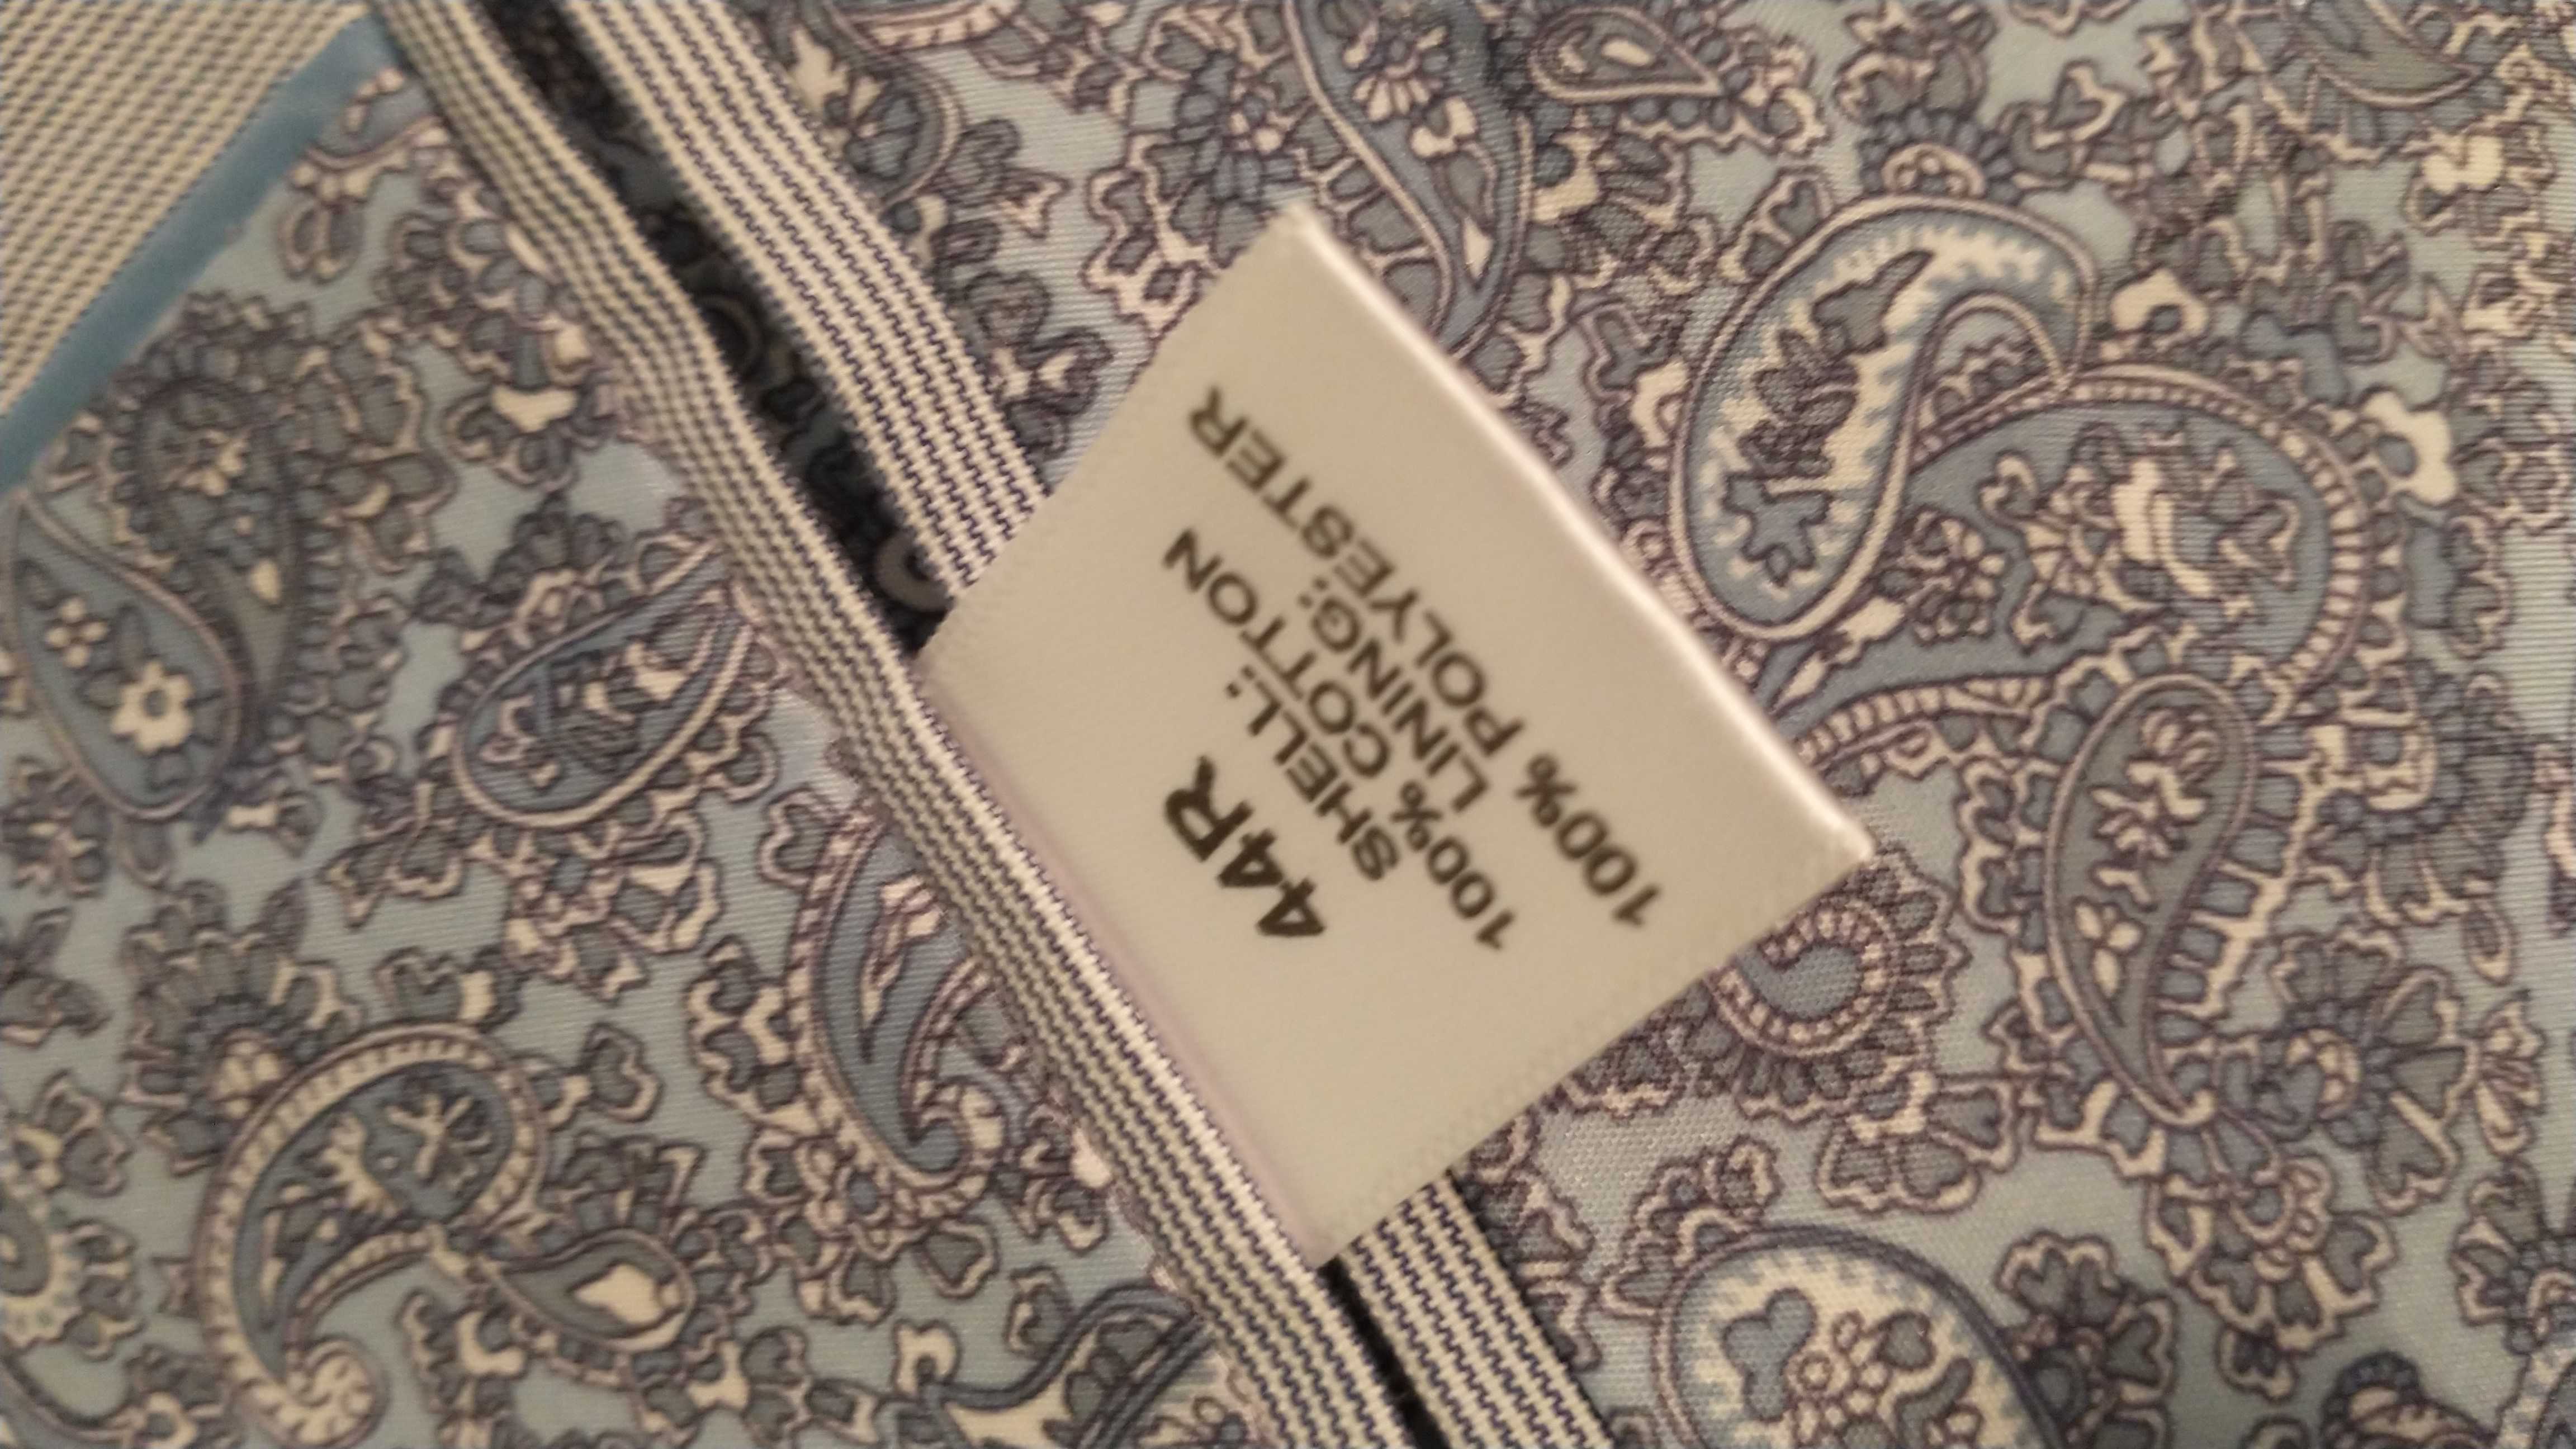 44R
SHELL:
100% COTTON
LINING:
100% POLYESTER